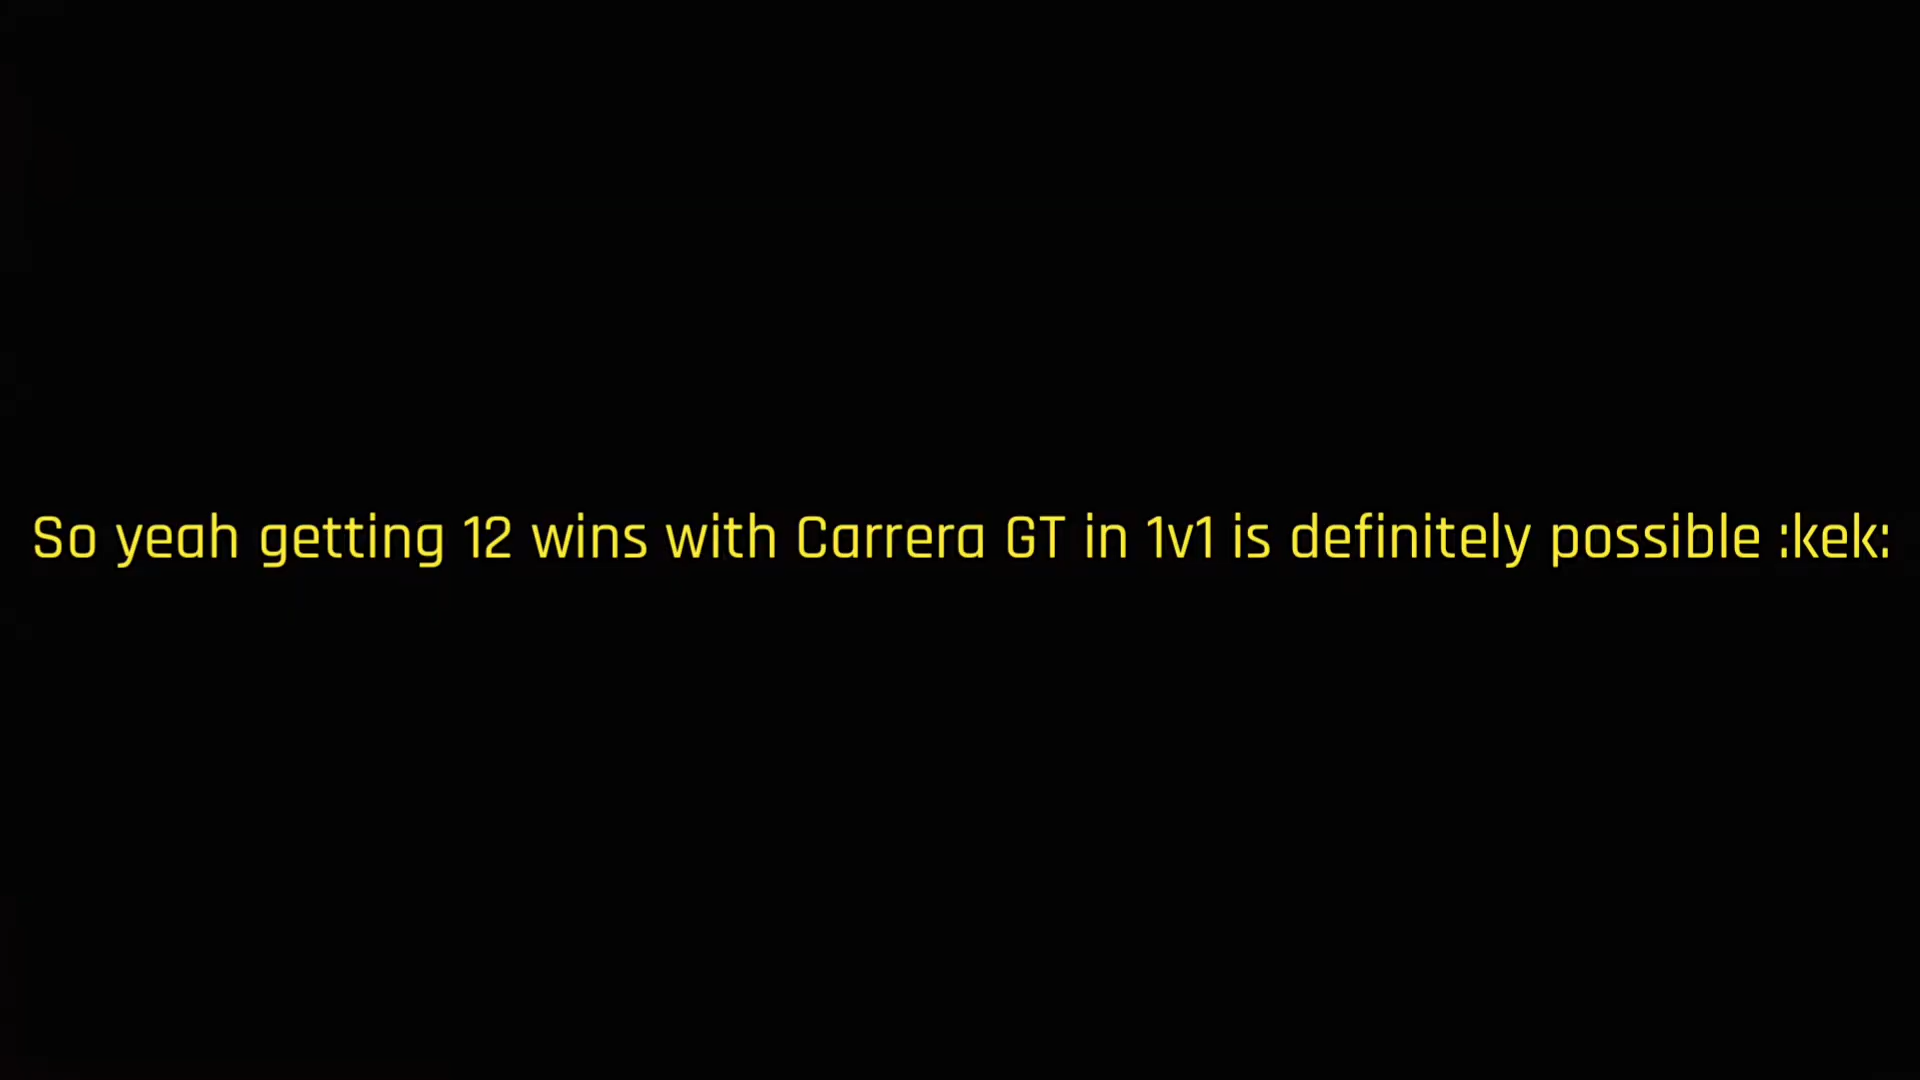 So yeah getting 12 wins with Carrera GT in 1v1 is definitely possible :kek: